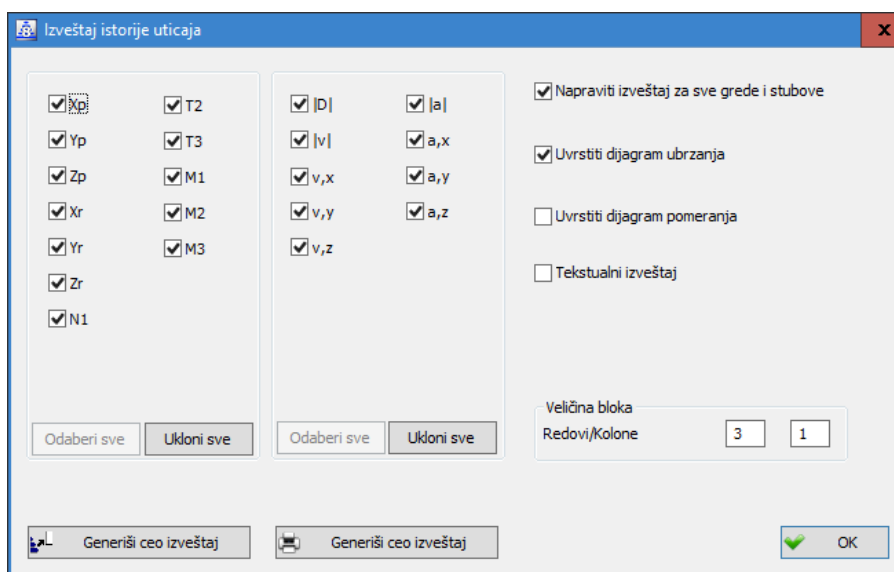 Izveštaj istorije uticaja
Xp
Yp
Zp
Xr
Yr
Zr
N1
T2
T3
M1
M2
M3
Odaberi sve
Ukloni sve
|D|
|v|
v,x
v,y
v,z
|a|
a,x
a,y
a,z
Odaberi sve
Ukloni sve
Napraviti izveštaj za sve grede i stubove
Uvrstiti dijagram ubrzanja
Uvrstiti dijagram pomeranja
Tekstualni izveštaj
Veličina bloka
Redovi/Kolone 3 1
Generiši ceo izveštaj
Generiši ceo izveštaj
OK